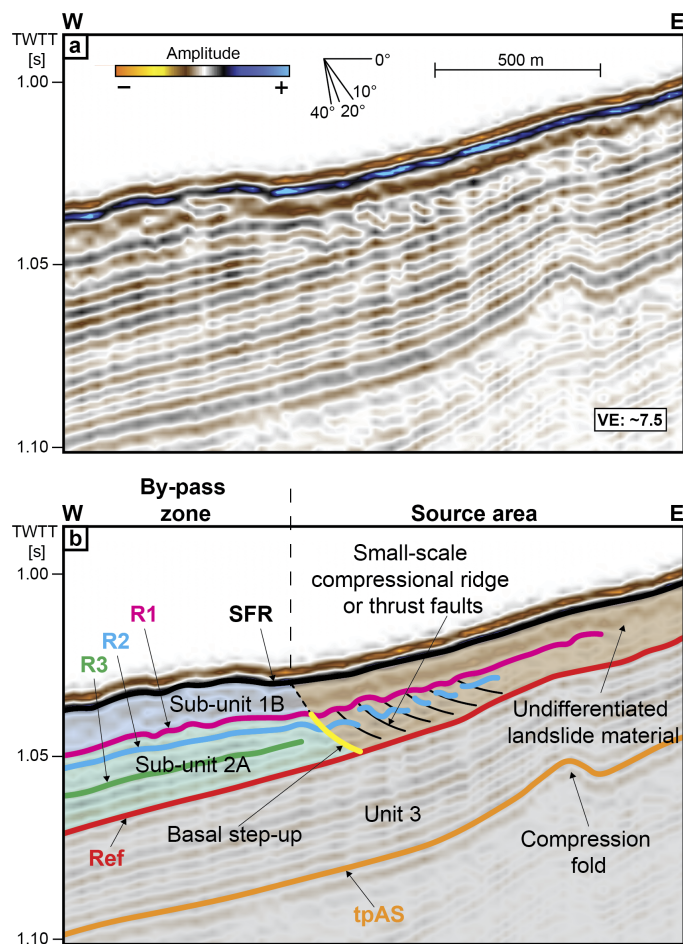 W
E
TWTT
[s]
a
Amplitude
−
+
0°
10°
20°
40°
500 m
1.00
1.05
1.10
VE: ~7.5
By-pass
zone
Source area
W
E
TWTT
[s]
b
Small-scale
compressional ridge
or thrust faults
1.00
R1
SFR
R2
R3
Sub-unit 1B
Undifferentiated
landslide material
1.05
Sub-unit 2A
Unit 3
Basal step-up
Compression
fold
Ref
tpAS
1.10